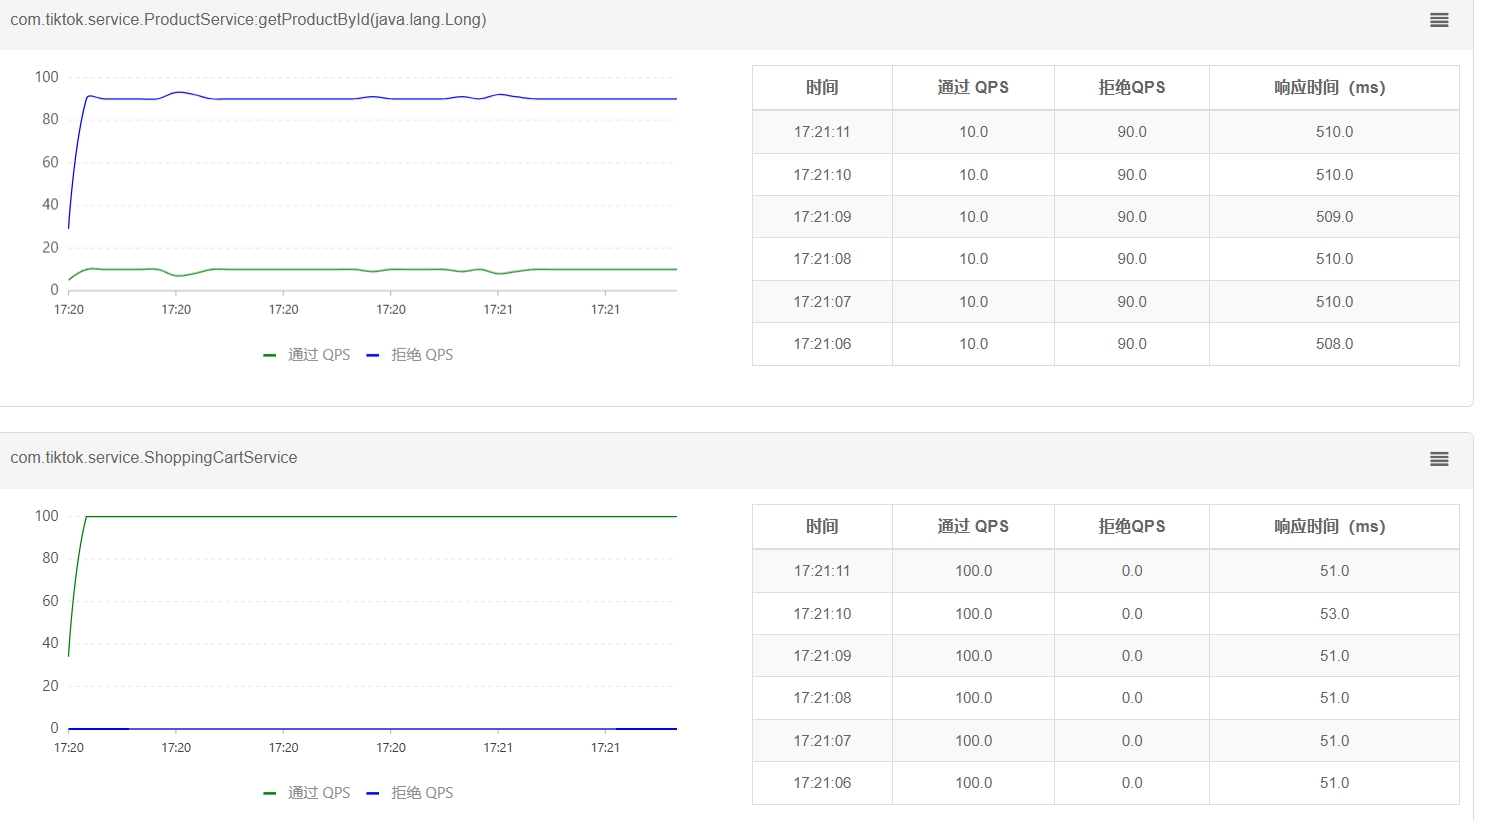 com.tiktok.service.ProductService:getProductById(java.lang.Long)
100
80
60
40
20
0
17:20 17:20 17:20 17:20 17:21 17:21
通过 QPS 拒绝 QPS
时间 通过 QPS 拒绝QPS 响应时间（ms）
17:21:11 10.0 90.0 510.0
17:21:10 10.0 90.0 510.0
17:21:09 10.0 90.0 509.0
17:21:08 10.0 90.0 510.0
17:21:07 10.0 90.0 510.0
17:21:06 10.0 90.0 508.0
com.tiktok.service.ShoppingCartService
100
80
60
40
20
0
17:20 17:20 17:20 17:20 17:21 17:21
通过 QPS 拒绝 QPS
时间 通过 QPS 拒绝QPS 响应时间（ms）
17:21:11 100.0 0.0 51.0
17:21:10 100.0 0.0 53.0
17:21:09 100.0 0.0 51.0
17:21:08 100.0 0.0 51.0
17:21:07 100.0 0.0 51.0
17:21:06 100.0 0.0 51.0